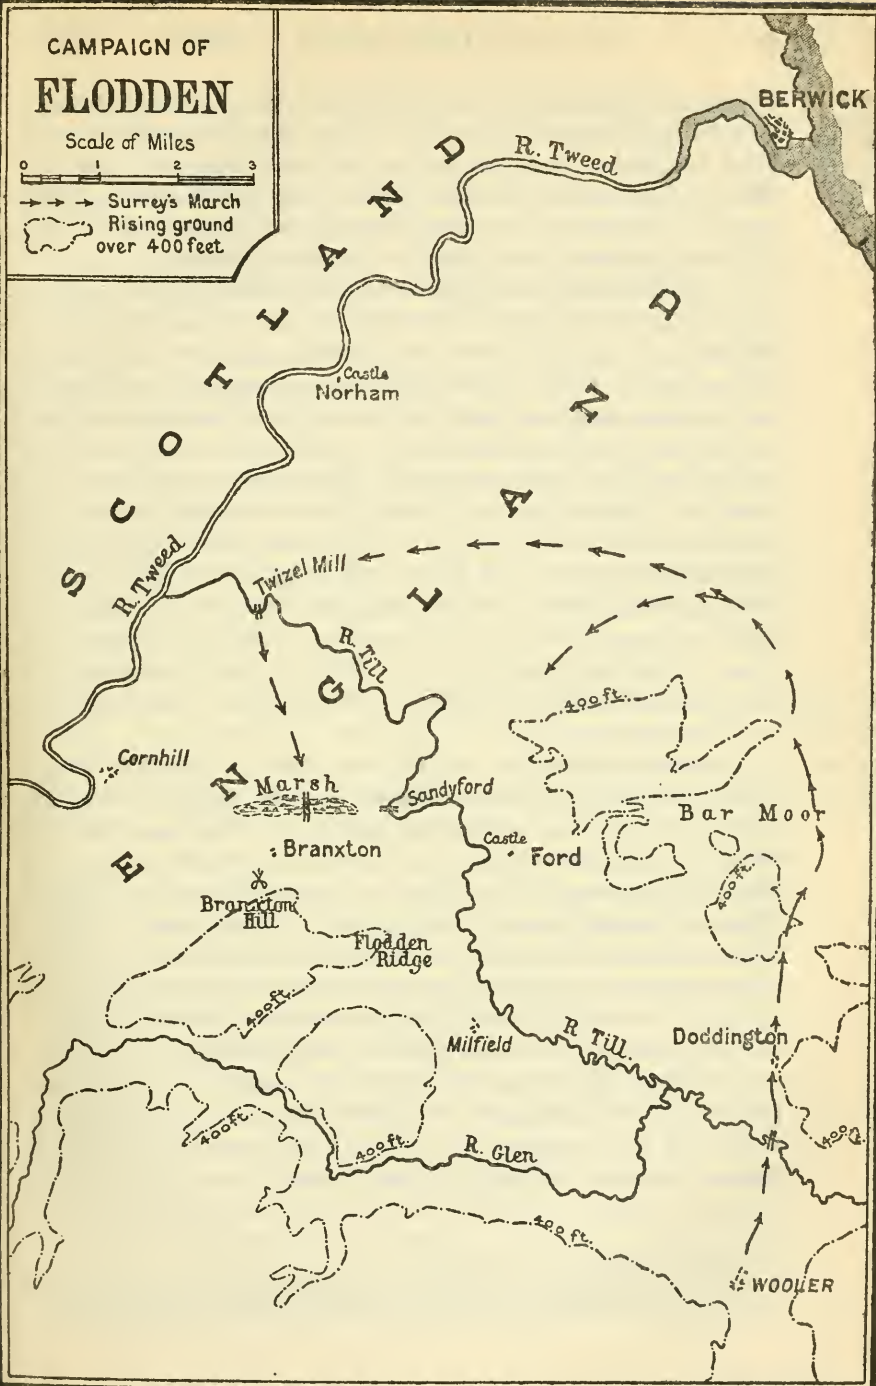 CAMPAIGN OF
FLODDEN
Scale of Miles
0 1 2 3
Surrey's March
Rising ground
over 400 feet
BERWICK
R. Tweed
SCOTLAND
ENGLAND
Castle
Norham
R. Tweed
Twizel Mill
R. Till
400 ft.
Cornhill
Marsh
Sandyford
Bar Moor
Castle
Ford
Branxton
400 ft.
Branxton
Hill
Flodden
Ridge
400 ft.
Milfield
R Till.
Doddington
400 ft.
400 ft.
400 ft.
R. Glen
400 ft.
WOOLER